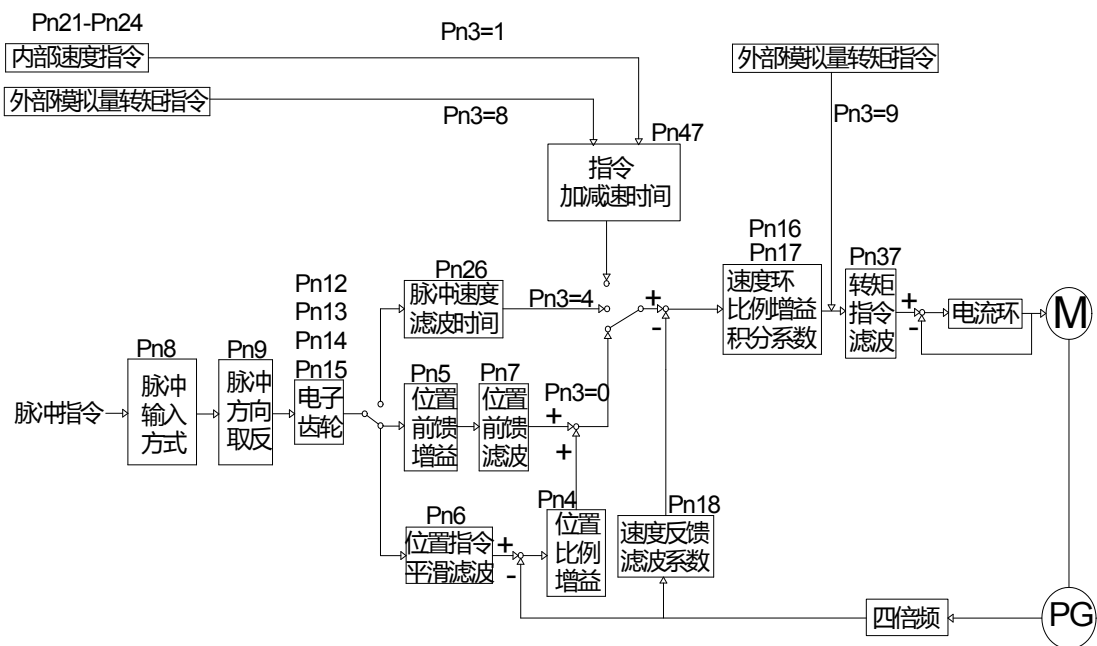 Pn21-Pn24
内部速度指令
Pn3=1
外部模拟量转矩指令
Pn3=8
外部模拟量转矩指令
Pn3=9
Pn47
指令
加减速时间
Pn16
Pn17
速度环
比例增益
积分系数
Pn37
转矩
指令
滤波
+
-
电流环
M
Pn26
脉冲速度
滤波时间
Pn3=4
+
-
Pn12
Pn13
Pn14
Pn15
电子
齿轮
Pn8
脉冲
输入
方式
Pn9
脉冲
方向
取反
脉冲指令
Pn5
位置
前馈
增益
Pn7
位置
前馈
滤波
Pn3=0
+
+
Pn6
位置指令
平滑滤波
+
-
Pn4
位置
比例
增益
Pn18
速度反馈
滤波系数
四倍频
PG